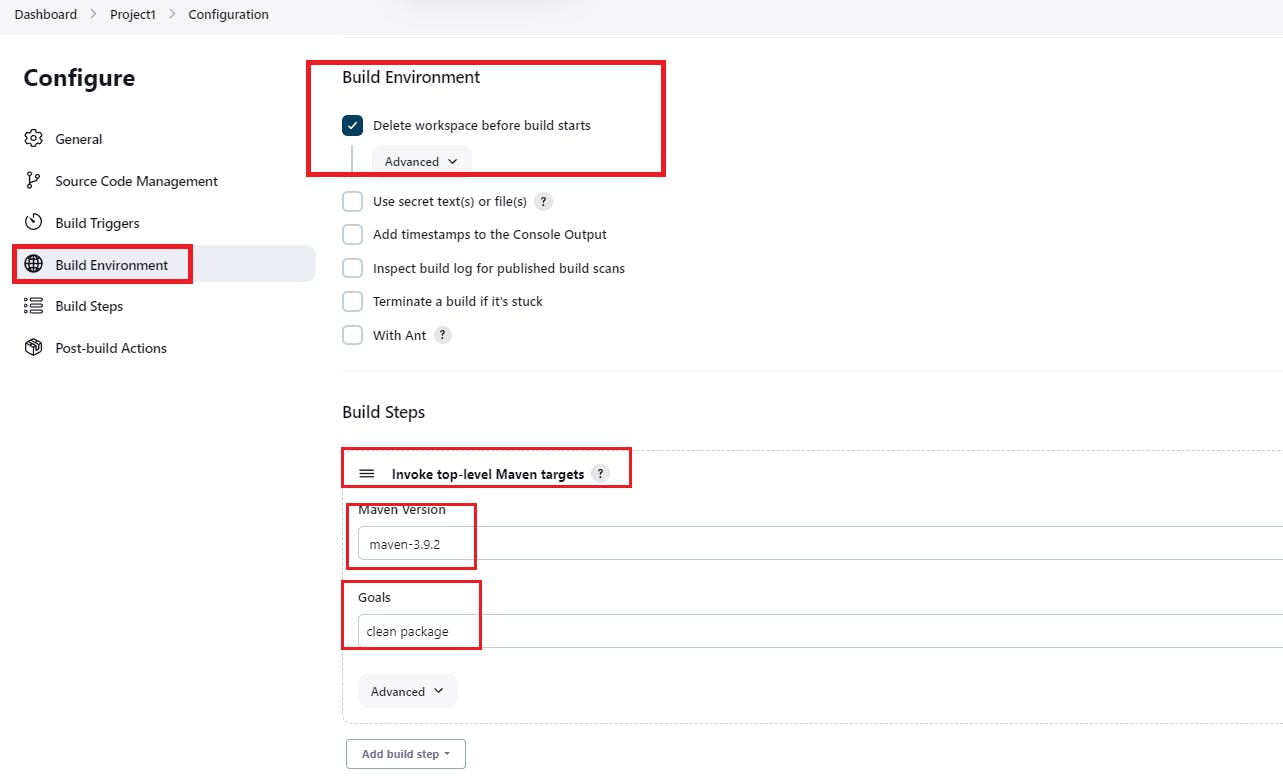 Dashboard > Project1 > Configuration
Configure
General
Source Code Management
Build Triggers
Build Environment
Build Steps
Post-build Actions
Build Environment
Delete workspace before build starts
Advanced
Use secret text(s) or file(s) ?
Add timestamps to the Console Output
Inspect build log for published build scans
Terminate a build if it's stuck
With Ant ?
Build Steps
Invoke top-level Maven targets ?
Maven Version
maven-3.9.2
Goals
clean package
Advanced
Add build step